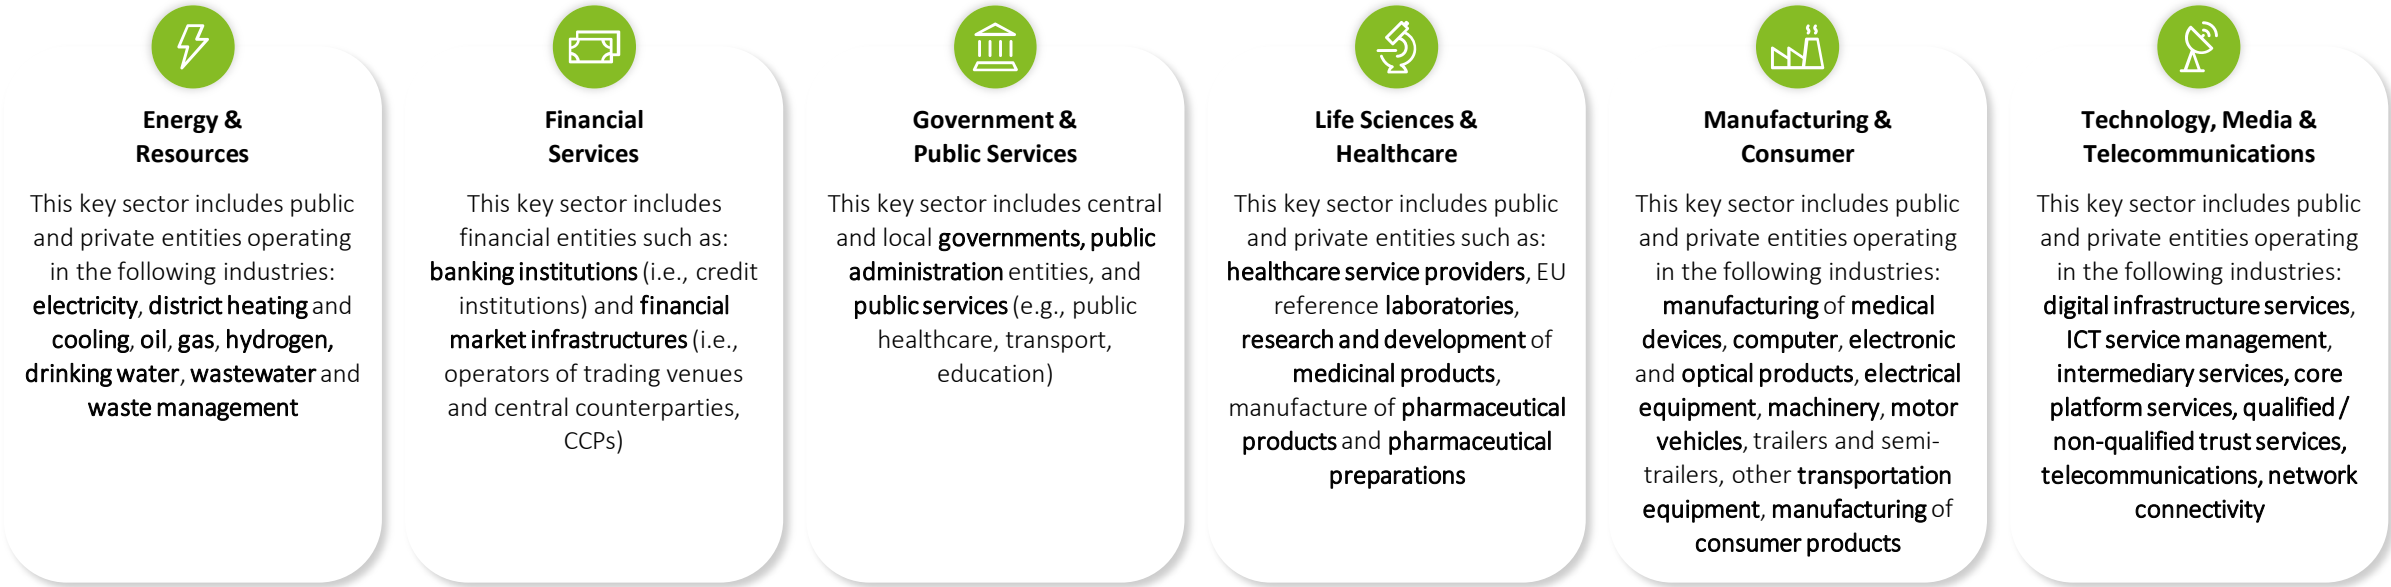 Energy &
Resources
This key sector includes public
and private entities operating
in the following industries:
electricity, district heating and
cooling, oil, gas, hydrogen,
drinking water, wastewater and
waste management
Financial
Services
This key sector includes
financial entities such as:
banking institutions (i.e., credit
institutions) and financial
market infrastructures (i.e.,
operators of trading venues
and central counterparties,
CCPs)
Government &
Public Services
This key sector includes central
and local governments, public
administration entities, and
public services (e.g., public
healthcare, transport,
education)
Life Sciences &
Healthcare
This key sector includes public
and private entities such as:
healthcare service providers, EU
reference laboratories,
research and development of
medicinal products,
manufacture of pharmaceutical
products and pharmaceutical
preparations
Manufacturing &
Consumer
This key sector includes public
and private entities operating
in the following industries:
manufacturing of medical
devices, computer, electronic
and optical products, electrical
equipment, machinery, motor
vehicles, trailers and semi-
trailers, other transportation
equipment, manufacturing of
consumer products
Technology, Media &
Telecommunications
This key sector includes public
and private entities operating
in the following industries:
digital infrastructure services,
ICT service management,
intermediary services, core
platform services, qualified /
non-qualified trust services,
telecommunications, network
connectivity